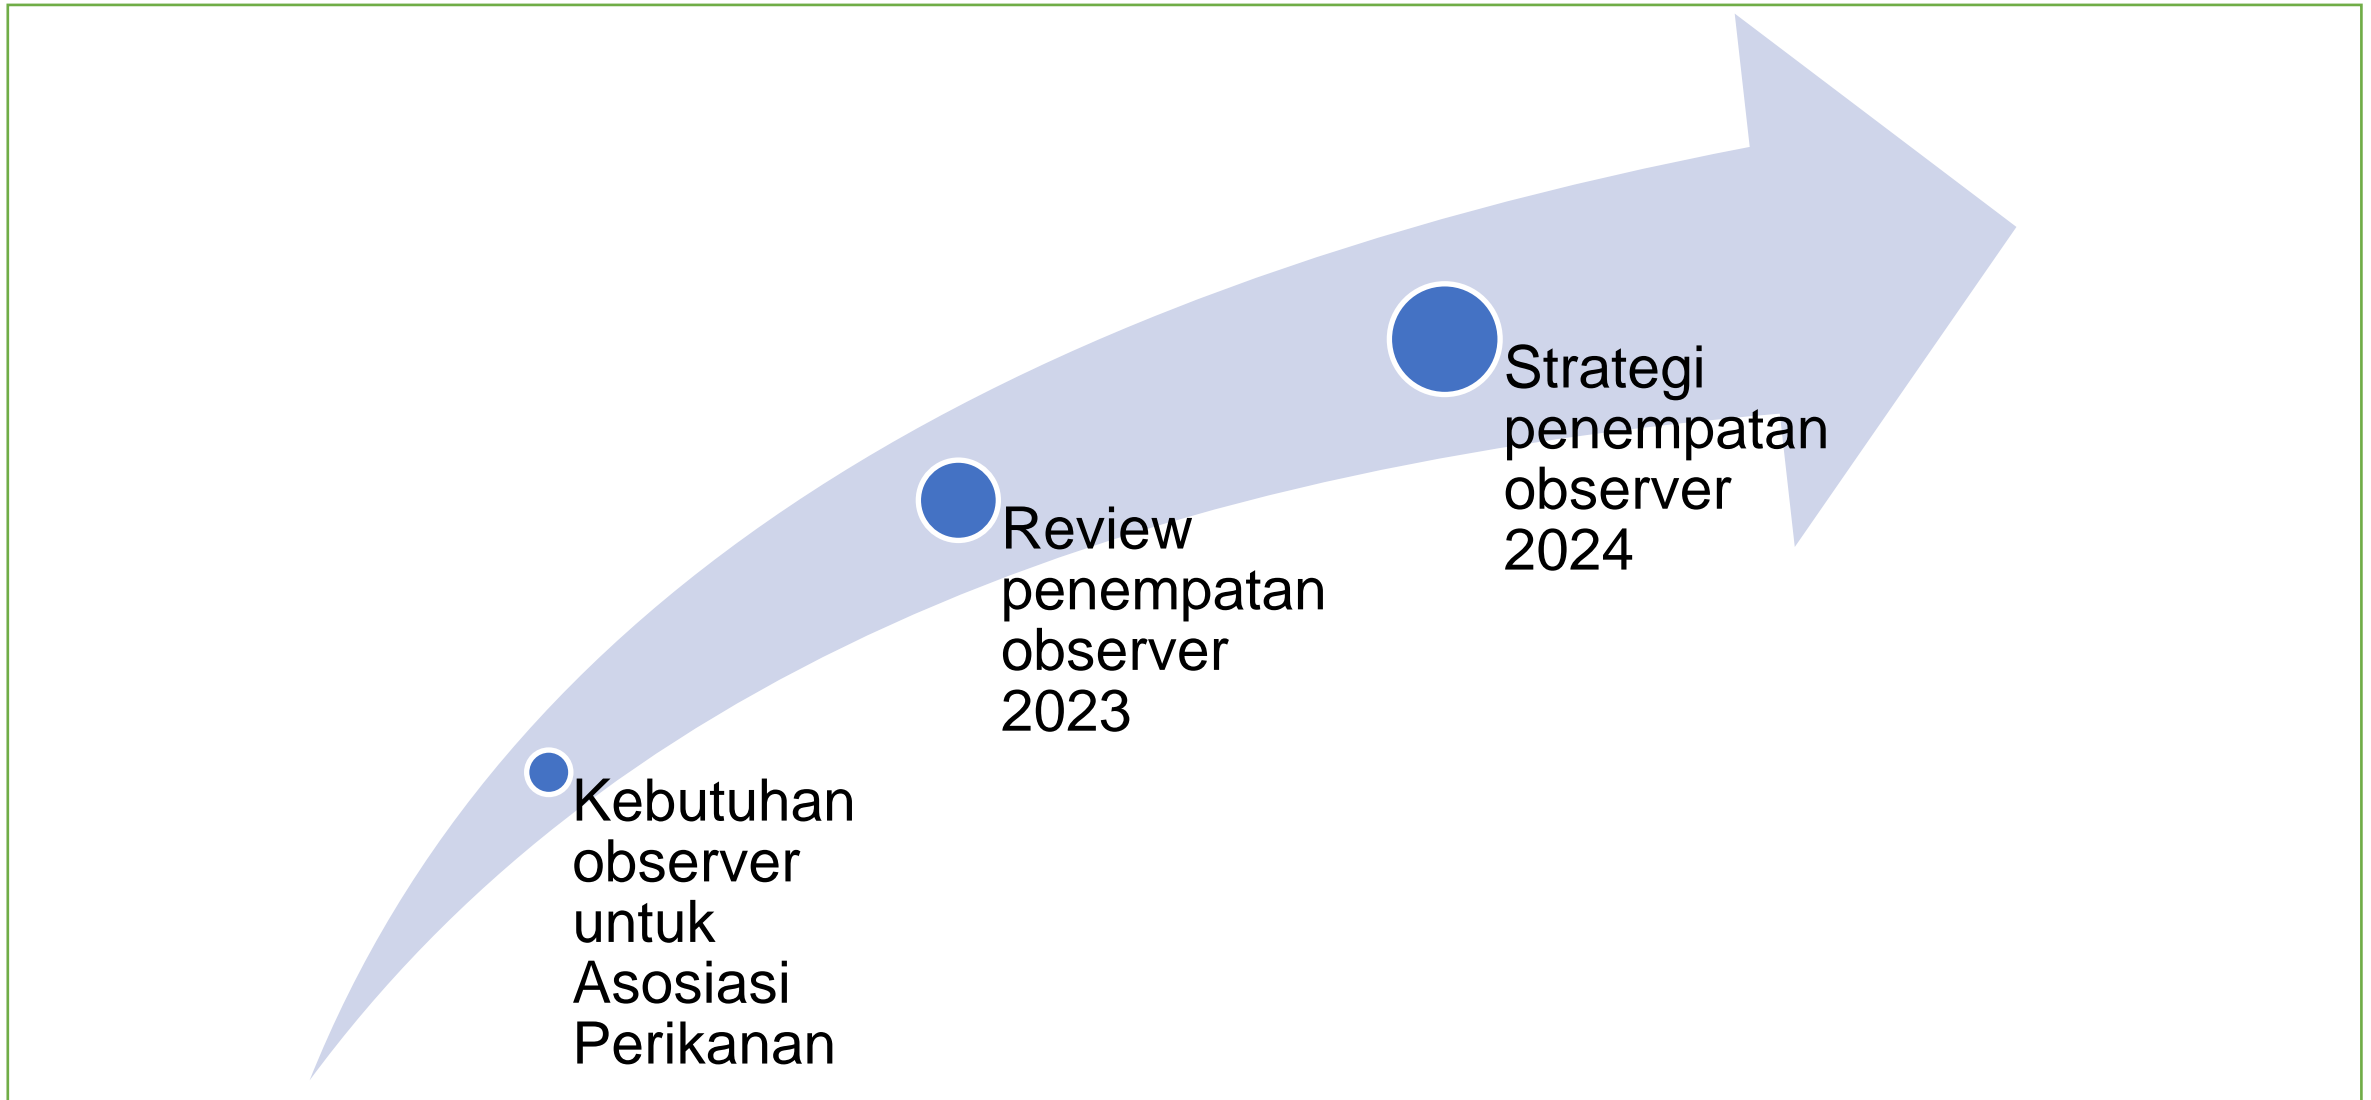 Kebutuhan
observer
untuk
Asosiasi
Perikanan
Review
penempatan
observer
2023
Strategi
penempatan
observer
2024